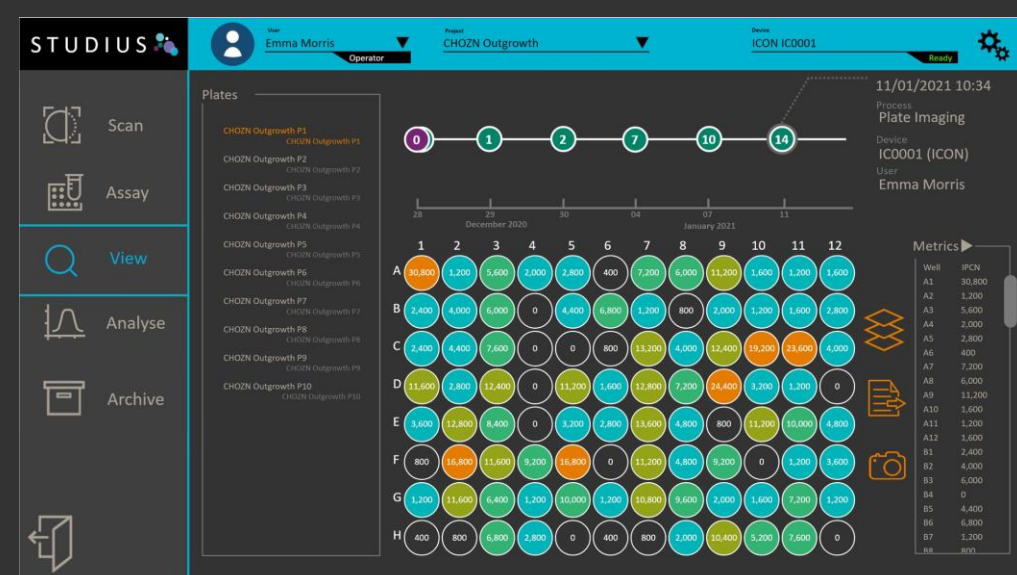 STUDIUS
User
Emma Morris
Operator
Project
CHOZN Outgrowth
Device
ICON IC0001
Ready
Scan
Assay
View
Analyse
Archive
Plates
CHOZN Outgrowth P1
CHOZN Outgrowth P1
CHOZN Outgrowth P2
CHOZN Outgrowth P2
CHOZN Outgrowth P3
CHOZN Outgrowth P3
CHOZN Outgrowth P4
CHOZN Outgrowth P4
CHOZN Outgrowth P5
CHOZN Outgrowth P5
CHOZN Outgrowth P6
CHOZN Outgrowth P6
CHOZN Outgrowth P7
CHOZN Outgrowth P7
CHOZN Outgrowth P8
CHOZN Outgrowth P8
CHOZN Outgrowth P9
CHOZN Outgrowth P9
CHOZN Outgrowth P10
CHOZN Outgrowth P10
0 1 2 7 10 14
28 29 30 04 07 11
December 2020 January 2021
11/01/2021 10:34
Process
Plate Imaging
Device
IC0001 (ICON)
User
Emma Morris
1 2 3 4 5 6 7 8 9 10 11 12
A 30,800 1,200 5,600 2,000 2,800 400 7,200 6,000 11,200 1,600 1,200 1,600
B 2,400 4,000 6,000 0 4,400 6,800 1,200 800 2,000 1,200 1,600 2,800
C 2,400 4,400 7,600 0 0 800 13,200 4,000 12,400 19,200 23,600 4,000
D 11,600 2,800 12,400 0 11,200 1,600 12,800 7,200 24,400 3,200 1,200 0
E 3,600 12,800 8,400 0 3,200 2,800 13,600 4,800 800 11,200 10,000 4,800
F 800 16,800 11,600 9,200 16,800 0 11,200 4,800 9,200 0 1,200 3,600
G 1,200 11,600 6,400 1,200 10,000 1,200 10,800 9,600 2,000 1,600 7,200 1,200
H 400 800 6,800 2,800 0 400 800 2,000 10,400 5,200 7,600 0
Metrics
Well IPCN
A1 30,800
A2 1,200
A3 5,600
A4 2,000
A5 2,800
A6 400
A7 7,200
A8 6,000
A9 11,200
A10 1,600
A11 1,200
A12 1,600
B1 2,400
B2 4,000
B3 6,000
B4 0
B5 4,400
B6 6,800
B7 1,200
B8 800